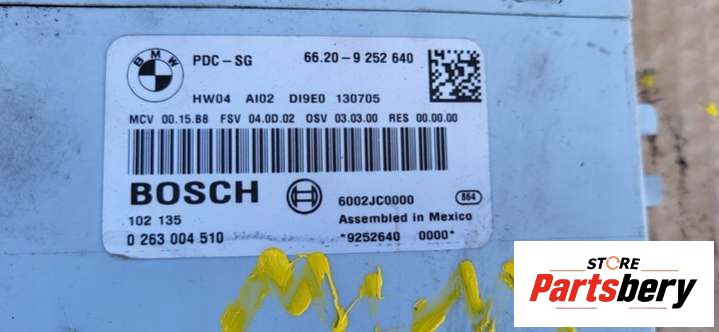 BMW
PDC-SG 66.20-9 252 640
HW04 AI02 DI9E0 130705
MCV 00.15.B8 FSV 04.0D.02 OSV 03.03.00 RES 00.00.00
BOSCH
6002JC0000 864
102 135 Assembled in Mexico
0 263 004 510 *9252640 0000*
STORE
Partsbery